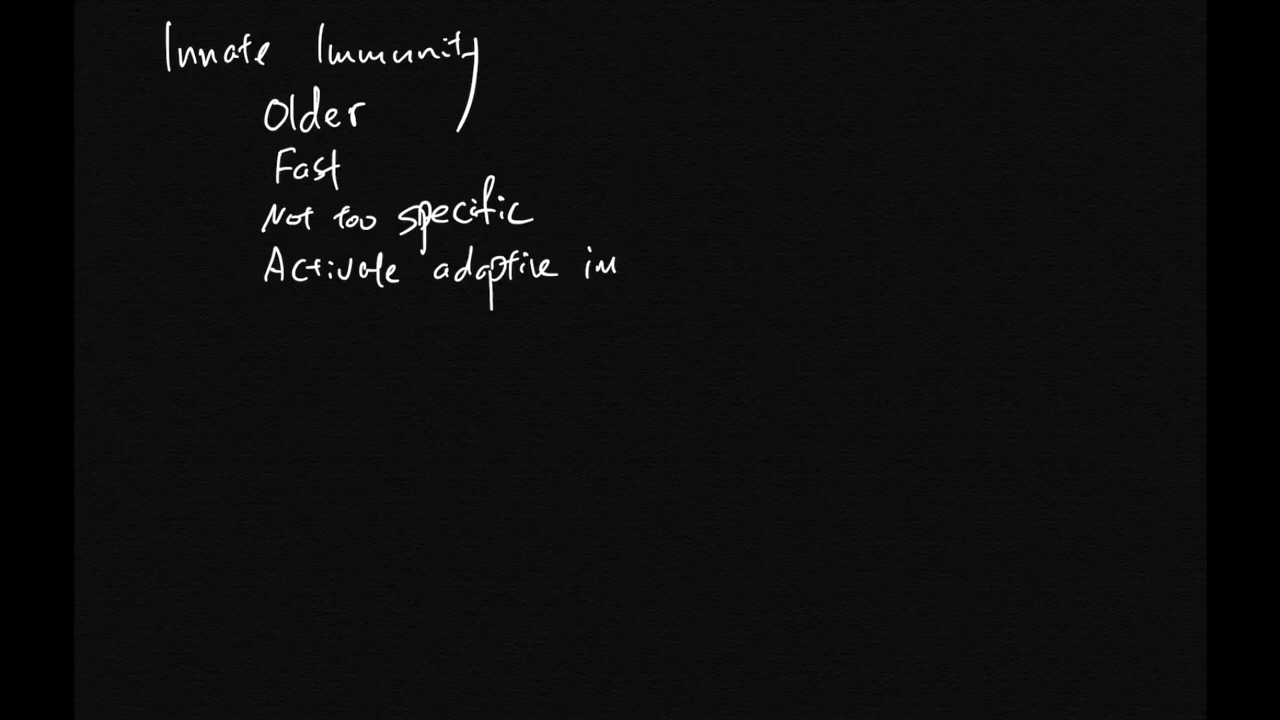 Innate Immunity
Older
Fast
Not too specific
Activate adaptive im